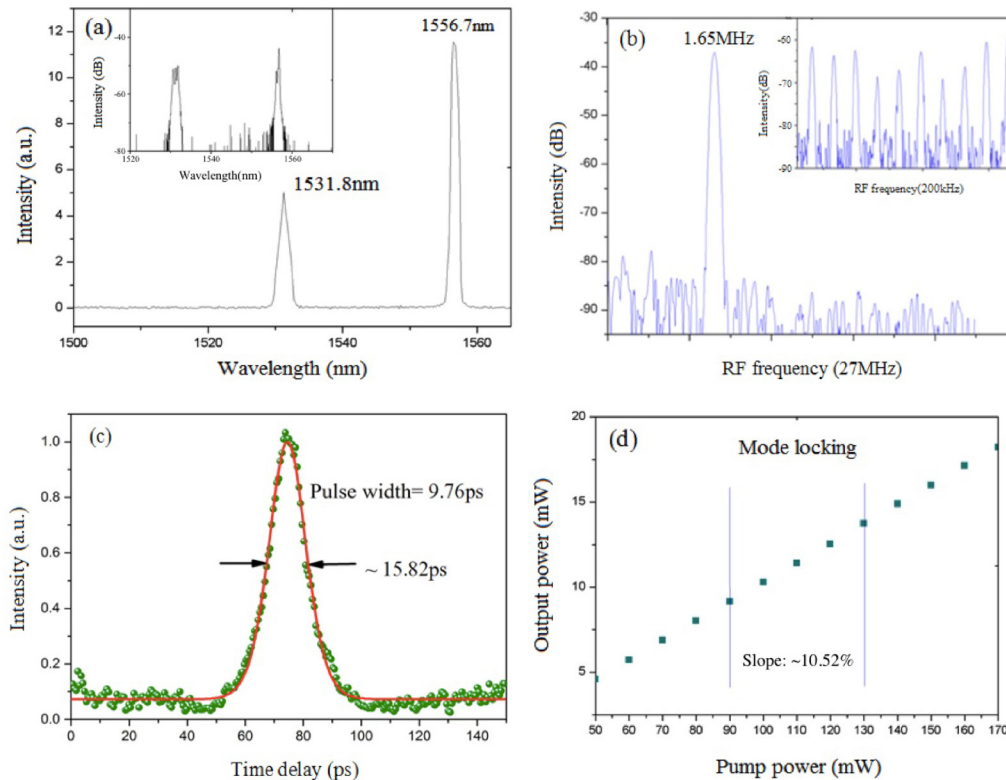 (a)
1556.7nm
12
10
8
6
4
2
0
Intensity (a.u.)
-40
-60
-80
Intensity (dB)
1520
1540
1560
Wavelength(nm)
1531.8nm
1500
1520
1540
1560
Wavelength (nm)
(b)
1.65MHz
-30
-40
-50
-60
-70
-80
-90
Intensity (dB)
-50
-60
-70
-80
-90
Intensity(dB)
RF frequency(200kHz)
RF frequency (27MHz)
(c)
1.0
0.8
0.6
0.4
0.2
0.0
Intensity (a.u.)
Pulse width= 9.76ps
~ 15.82ps
0
20
40
60
80
100
120
140
Time delay (ps)
(d)
Mode locking
20
15
10
5
Output power (mW)
Slope: ~10.52%
50
60
70
80
90
100
110
120
130
140
150
160
170
Pump power (mW)